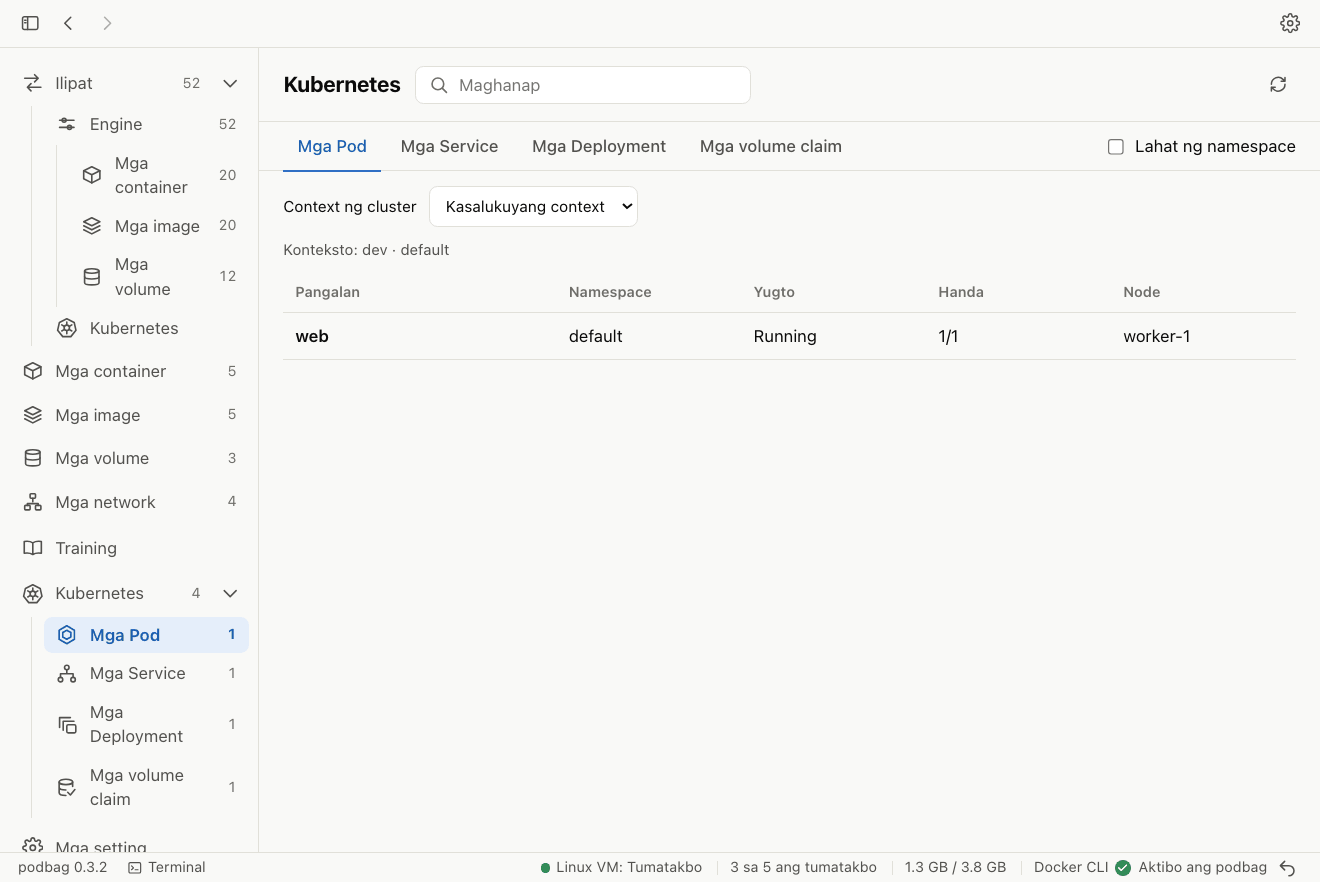 Ilipat 52
Engine 52
Mga
container 20
Mga image 20
Mga
volume 12
Kubernetes
Mga container 5
Mga image 5
Mga volume 3
Mga network 4
Training
Kubernetes 4
Mga Pod 1
Mga Service 1
Mga
Deployment 1
Mga volume
claim 1
Mga setting
Kubernetes Maghanap
Mga Pod Mga Service Mga Deployment Mga volume claim Lahat ng namespace
Context ng cluster Kasalukuyang context
Konteksto: dev · default
Pangalan Namespace Yugto Handa Node
web default Running 1/1 worker-1
podbag 0.3.2 Terminal Linux VM: Tumatakbo 3 sa 5 ang tumatakbo 1.3 GB / 3.8 GB Docker CLI Aktibo ang podbag